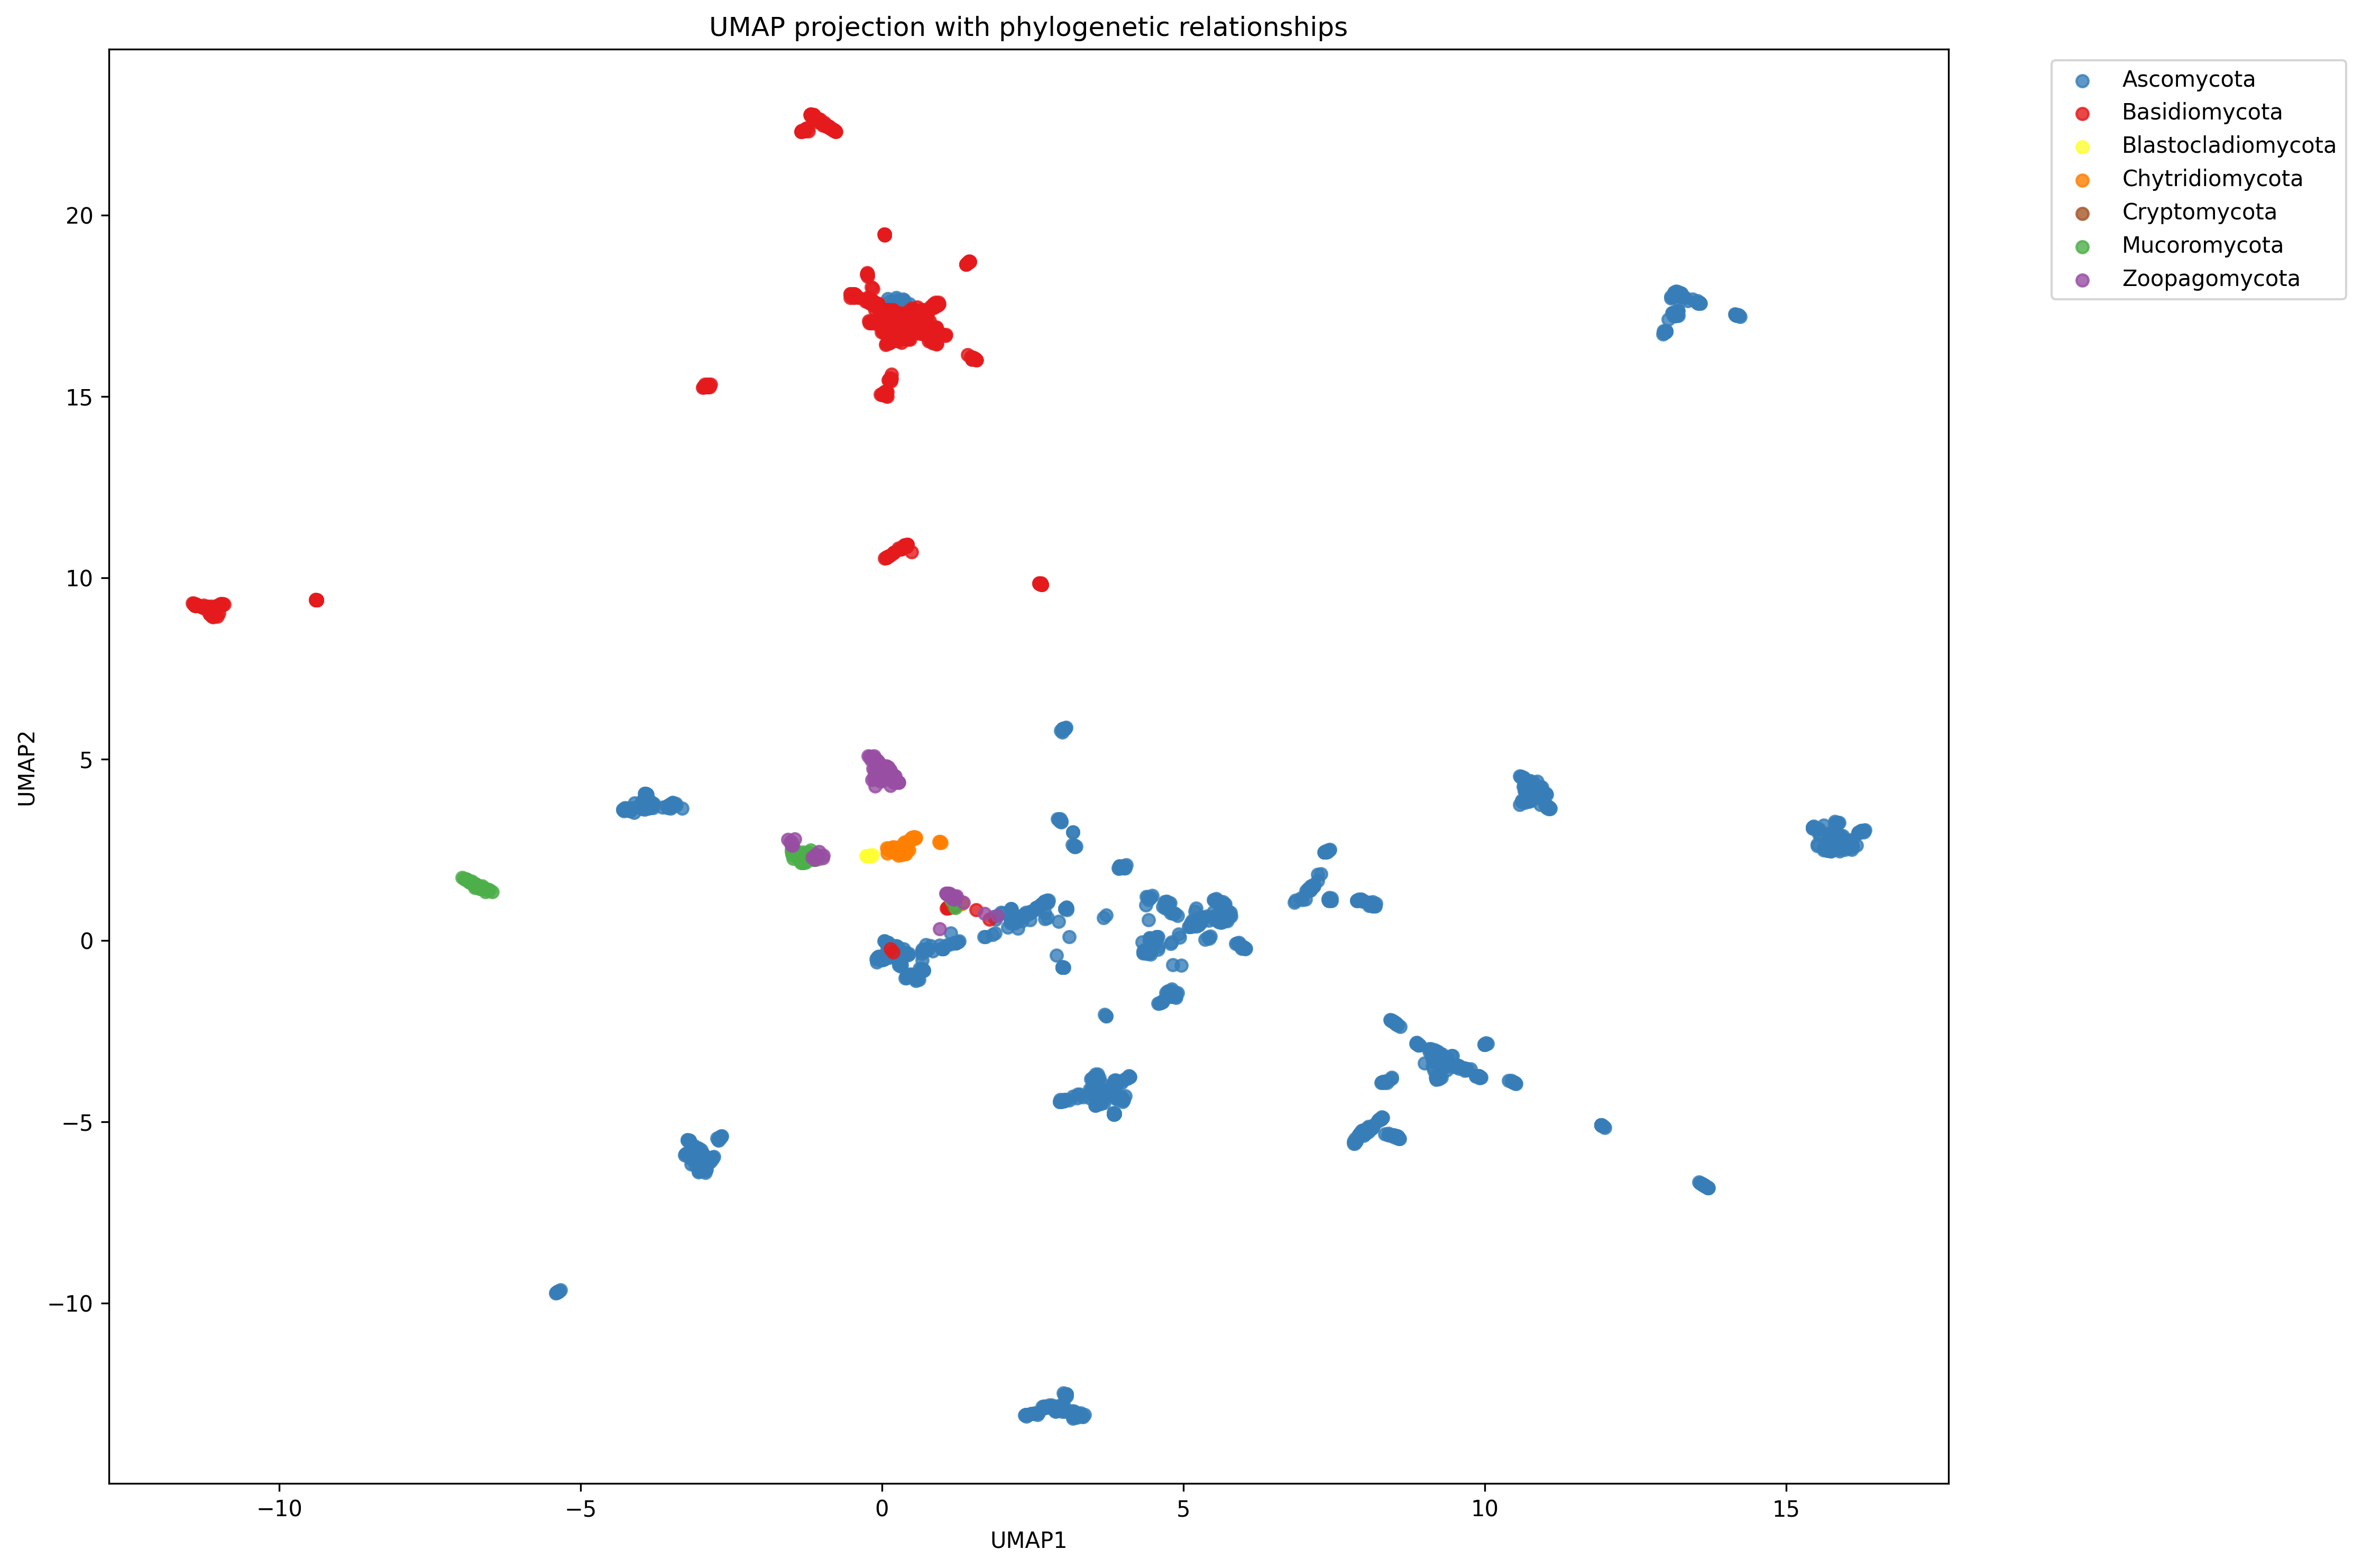 UMAP projection with phylogenetic relationships
Ascomycota
Basidiomycota
Blastocladiomycota
Chytridiomycota
Cryptomycota
Mucoromycota
Zoopagomycota
20
15
10
5
0
−5
−10
UMAP2
−10
−5
0
5
10
15
UMAP1